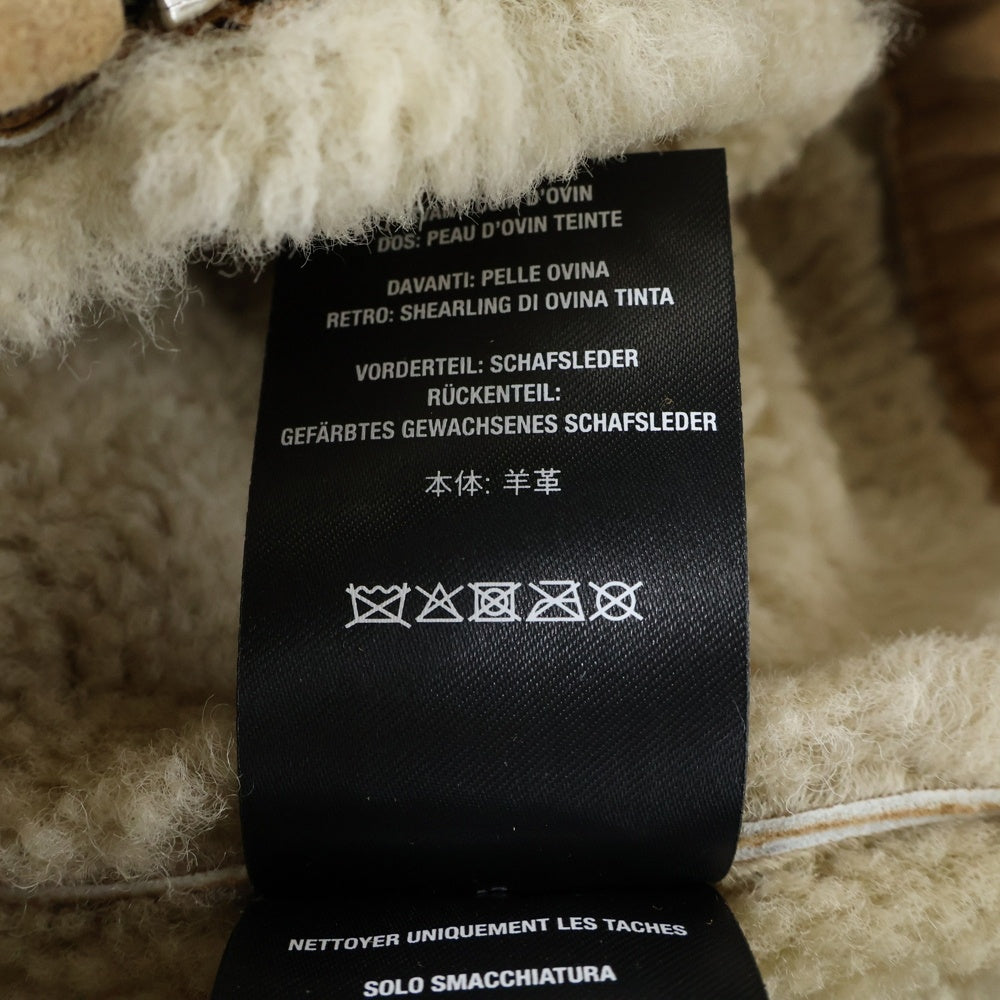 D'OVIN
DOS: PEAU D'OVIN TEINTE
DAVANTI: PELLE OVINA
RETRO: SHEARLING DI OVINA TINTA
VORDERTEIL: SCHAFSLEDER
RÜCKENTEIL:
GEFÄRBTES GEWACHSENES SCHAFSLEDER
本体: 羊革
NETTOYER UNIQUEMENT LES TACHES
SOLO SMACCHIATURA